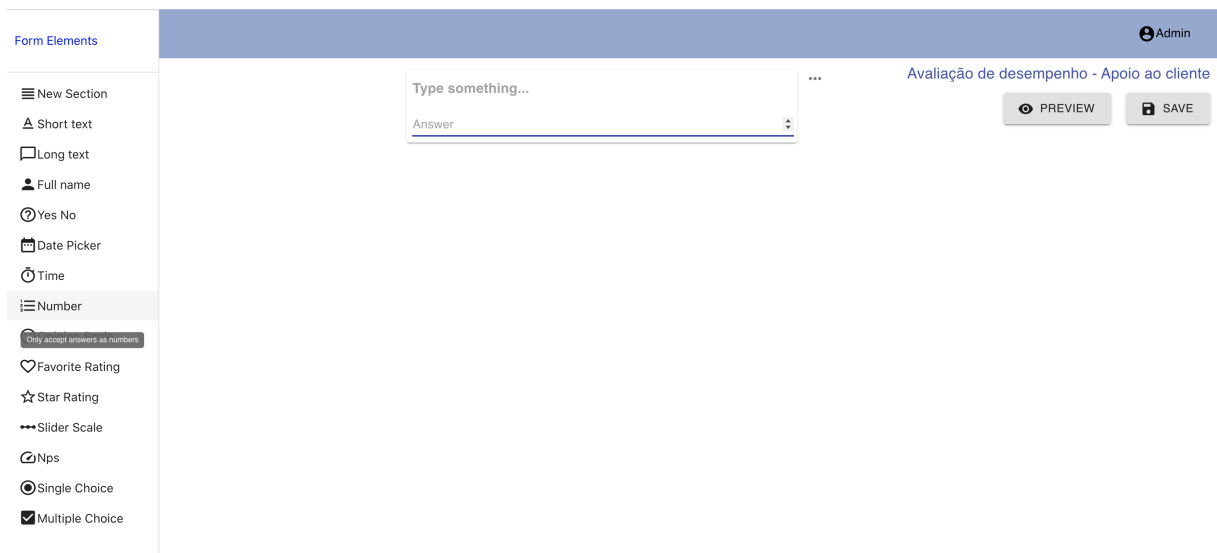 Form Elements
Admin
New Section
Short text
Long text
Full name
Yes No
Date Picker
Time
Number
Only accept answers as numbers
Favorite Rating
Star Rating
Slider Scale
Nps
Single Choice
Multiple Choice
Type something...
Answer
Avaliação de desempenho - Apoio ao cliente
PREVIEW
SAVE